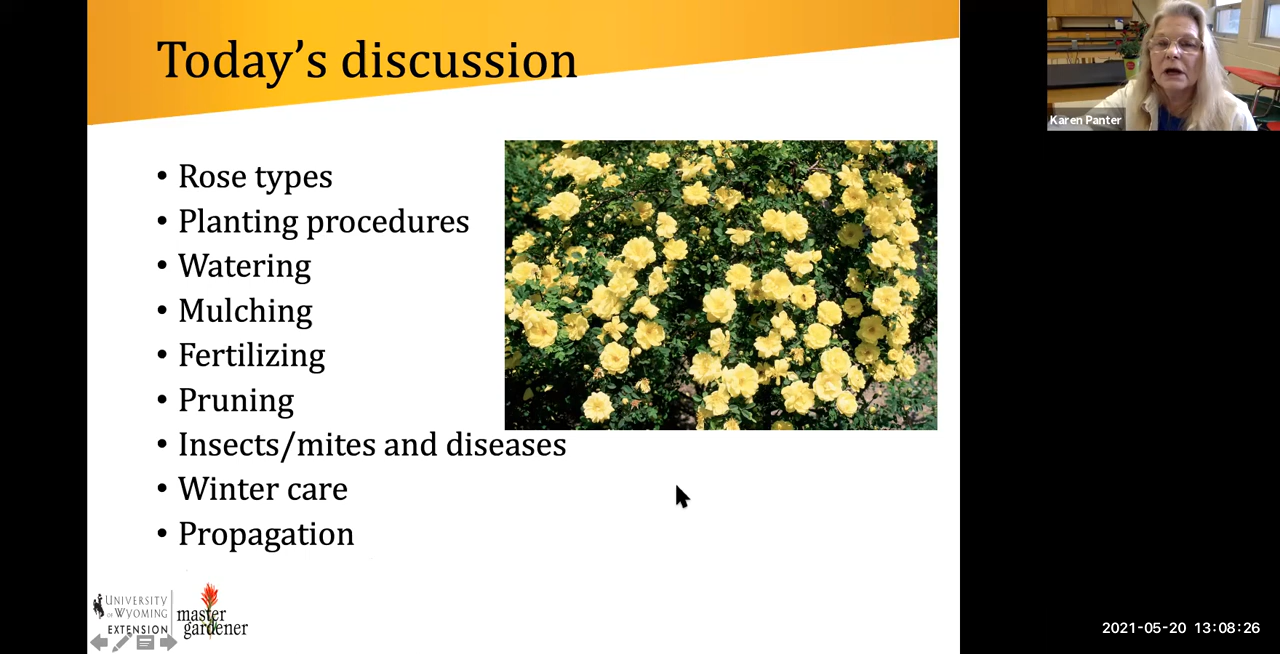 Today's discussion
• Rose types
• Planting procedures
• Watering
• Mulching
• Fertilizing
• Pruning
• Insects/mites and diseases
• Winter care
• Propagation
UNIVERSITY
OF WYOMING
EXTENSION
master
gardener
Karen Panter
2021-05-20 13:08:26